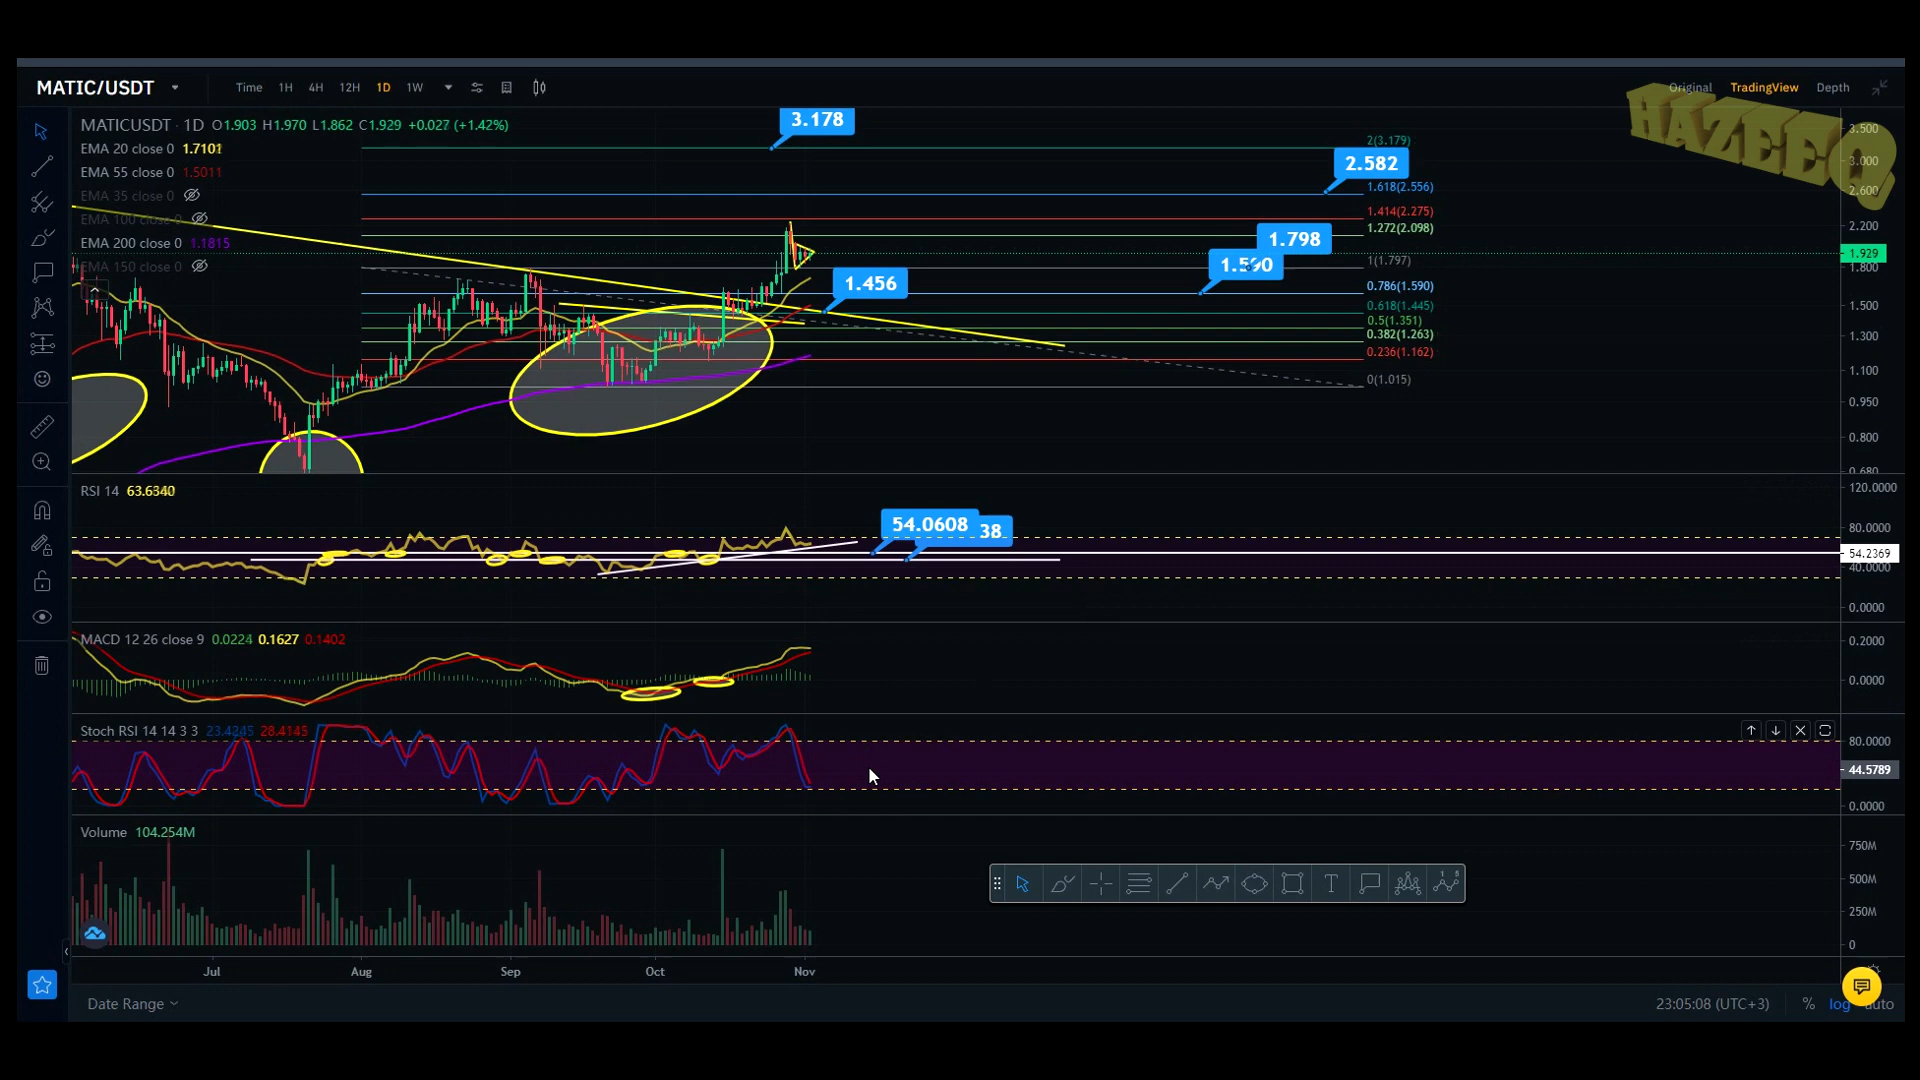 MATIC/USDT
Time 1H 4H 12H 1D 1W
Original TradingView Depth
HAZEEQ
MATICUSDT · 1D O1.903 H1.970 L1.862 C1.929 +0.027 (+1.42%)
EMA 20 close 0 1.7101
EMA 55 close 0 1.5011
EMA 35 close 0
EMA 100 close 0
EMA 200 close 0 1.1815
EMA 150 close 0
3.178
2.582
1.798
1.590
1.456
2(3.179)
1.618(2.556)
1.414(2.275)
1.272(2.098)
1(1.797)
0.786(1.590)
0.618(1.445)
0.5(1.351)
0.382(1.263)
0.236(1.162)
0(1.015)
3.500
3.000
2.600
2.200
1.929
1.800
1.500
1.300
1.100
0.950
0.800
0.680
RSI 14 63.6340
54.0608
38
120.0000
80.0000
54.2369
40.0000
0.0000
MACD 12 26 close 9 0.0224 0.1627 0.1402
0.2000
0.0000
Stoch RSI 14 14 3 3 23.4245 28.4145
80.0000
44.5789
0.0000
Volume 104.254M
750M
500M
250M
0
Jul Aug Sep Oct Nov
Date Range
23:05:08 (UTC+3) % log auto